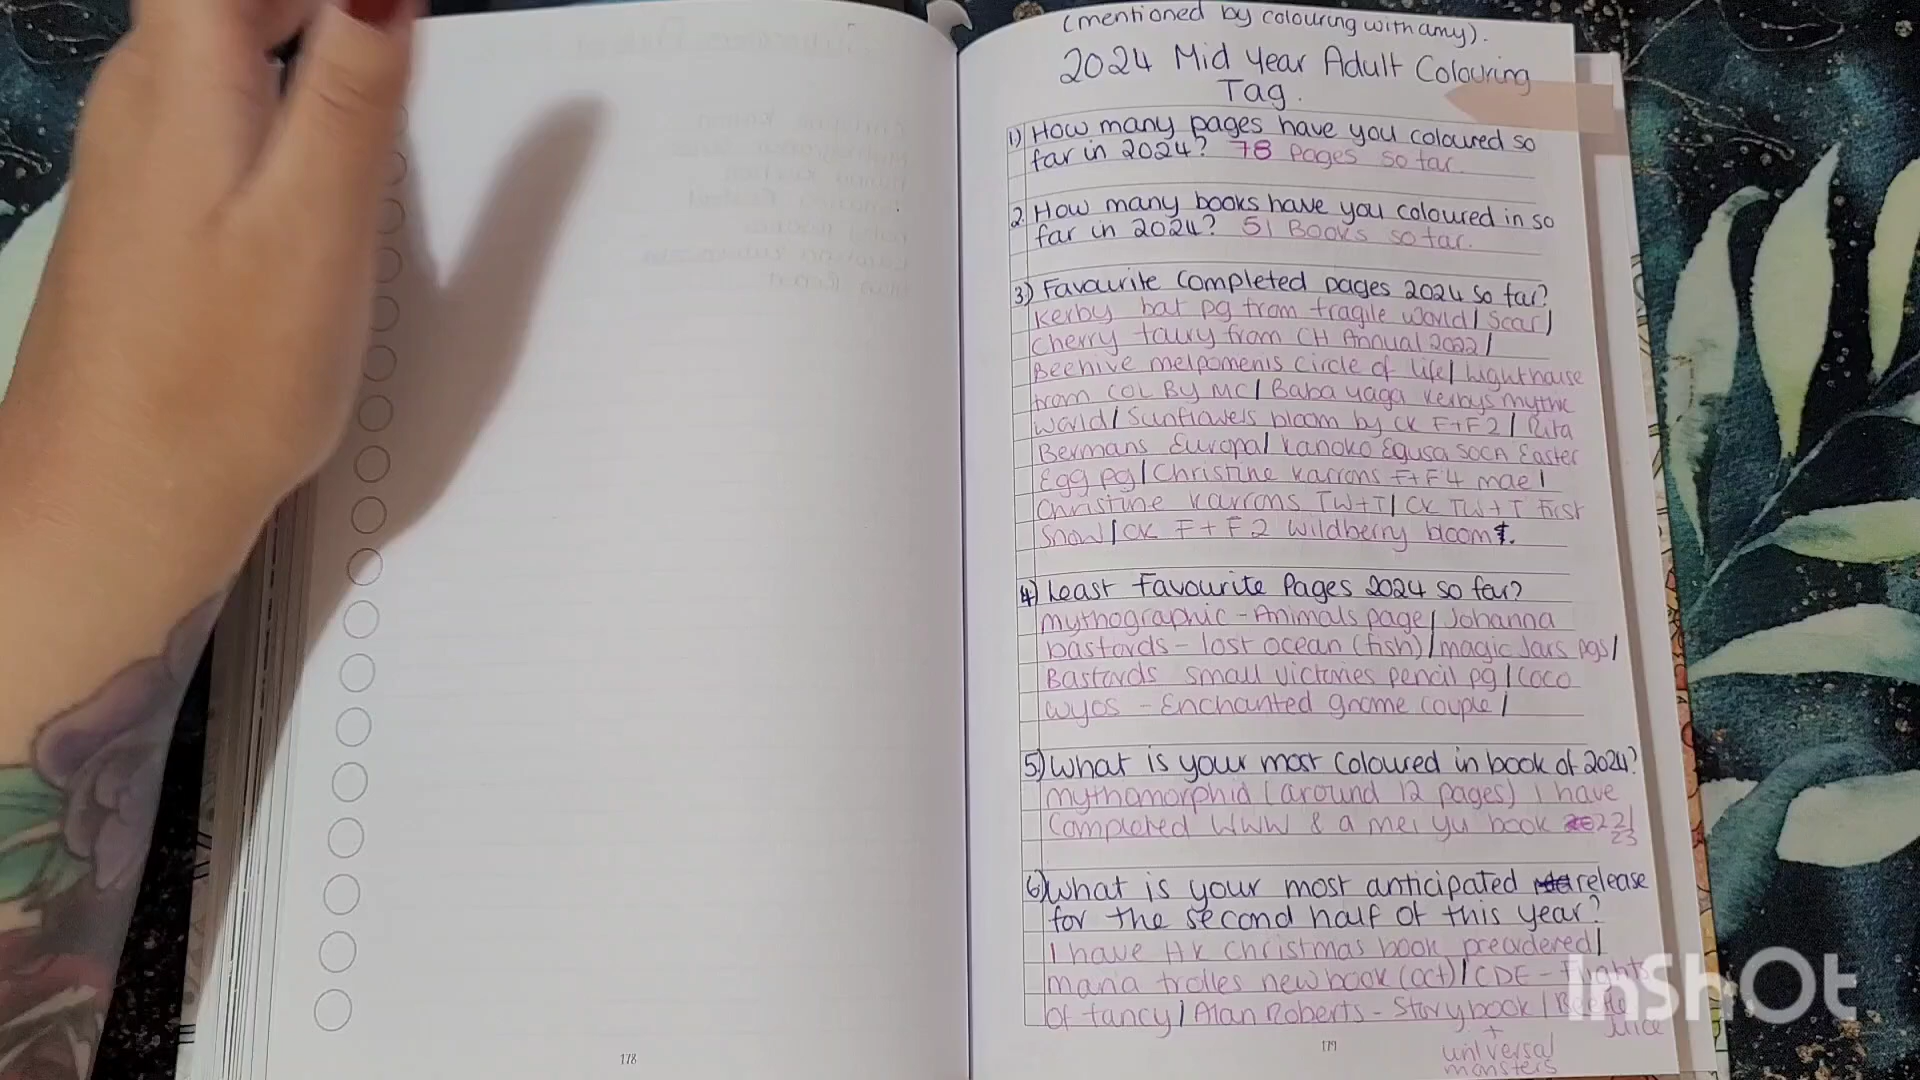 (mentioned by colouring with amy).
2024 Mid Year Adult Colouring
Tag.
1) How many pages have you coloured so
far in 2024? 78 Pages so far.
2. How many books have you coloured in so
far in 2024? 51 Books so far.
3) Favourite Completed pages 2024 so far?
Kerby bat pg from fragile world / Scar /
Cherry fairy from CH Annual 2022 /
Beehive melpomenis Circle of life / Lighthouse
from COL By MC / Baba yaga Kerbys mythic
World / Sunflowers bloom by CK F+F2 / Rita
Bermans Europa / Kanoko Egusa SOCA Easter
Egg pg / Christine Karrons F+F4 mae /
Christine Karrons TW+T / CK TW+T First
Snow / CK F+F2 Wildberry bloom.
4) Least Favourite Pages 2024 so far?
mythographic - Animals page / Johanna
bastards - lost ocean (fish) / magic Jars pgs /
Bastards small victories pencil pg / COCO
wyos - Enchanted gnome couple /
5) What is your most Coloured in book of 2024?
Mythomorphia (around 12 pages) I have
Completed WWW & a mei yu book 22/
23
6) What is your most anticipated release
for the second half of this year?
I have HK Christmas book preordered /
maria trolles new book (oct) / CDE - Flights
of fancy / Alan Roberts - Storybook / Beetle
juice
+
universal
monsters
178
179
InShOt